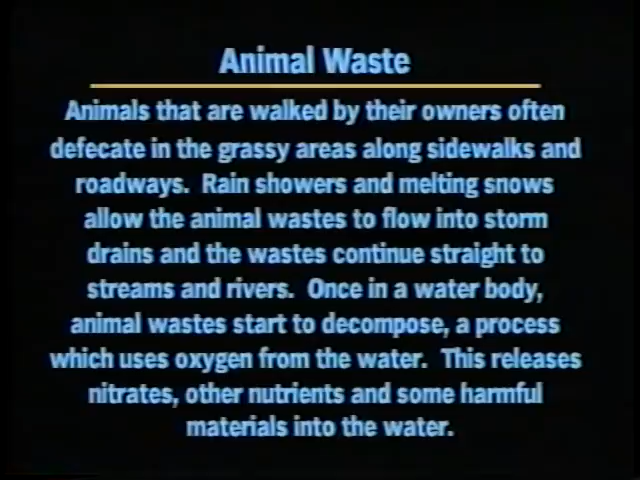 Animal Waste
Animals that are walked by their owners often
defecate in the grassy areas along sidewalks and
roadways. Rain showers and melting snows
allow the animal wastes to flow into storm
drains and the wastes continue straight to
streams and rivers. Once in a water body,
animal wastes start to decompose, a process
which uses oxygen from the water. This releases
nitrates, other nutrients and some harmful
materials into the water.